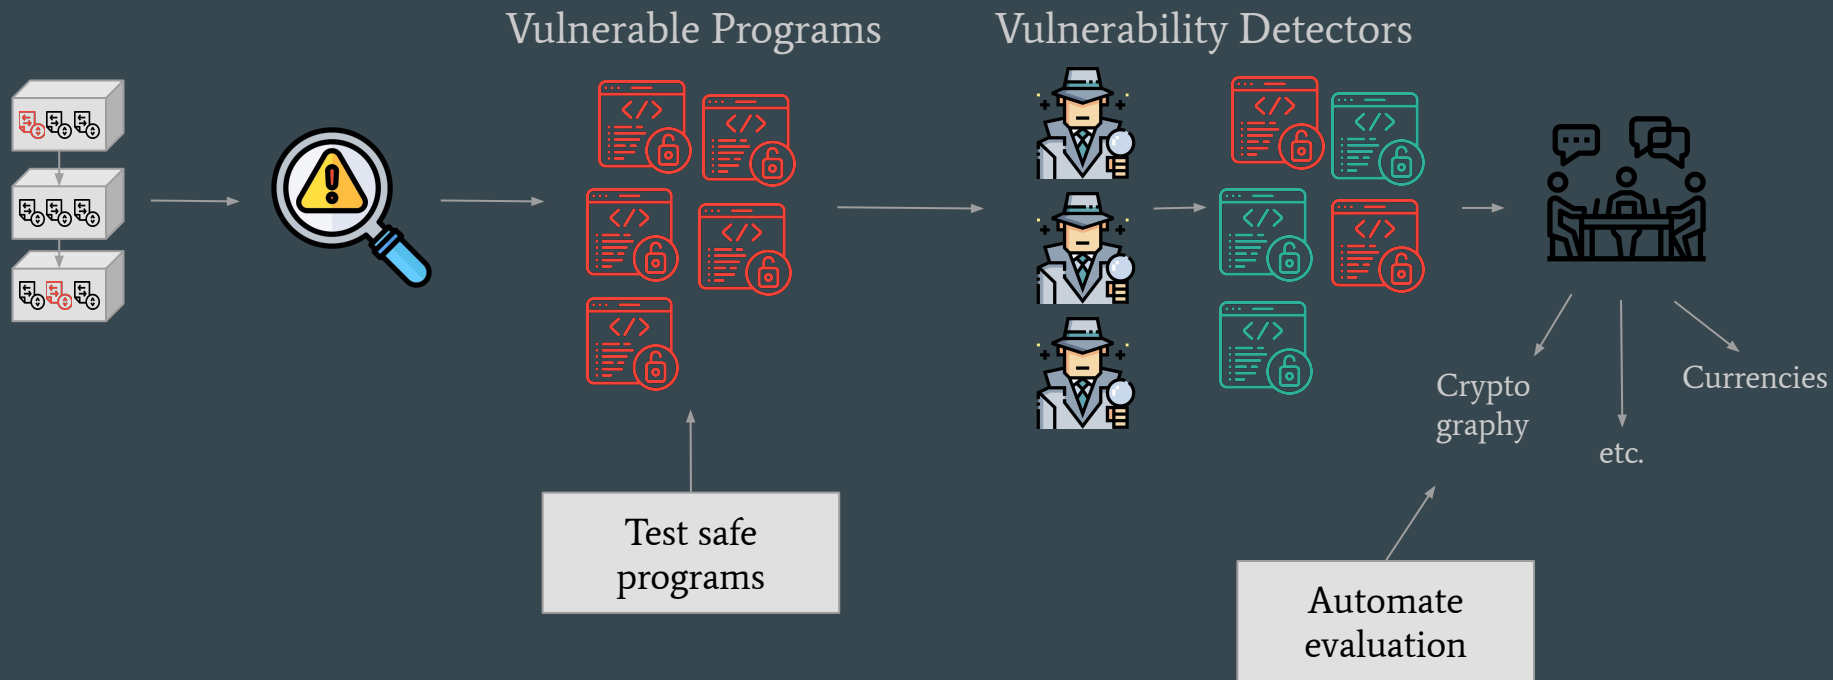 Vulnerable Programs
Vulnerability Detectors
Crypto
graphy
etc.
Currencies
Test safe
programs
Automate
evaluation